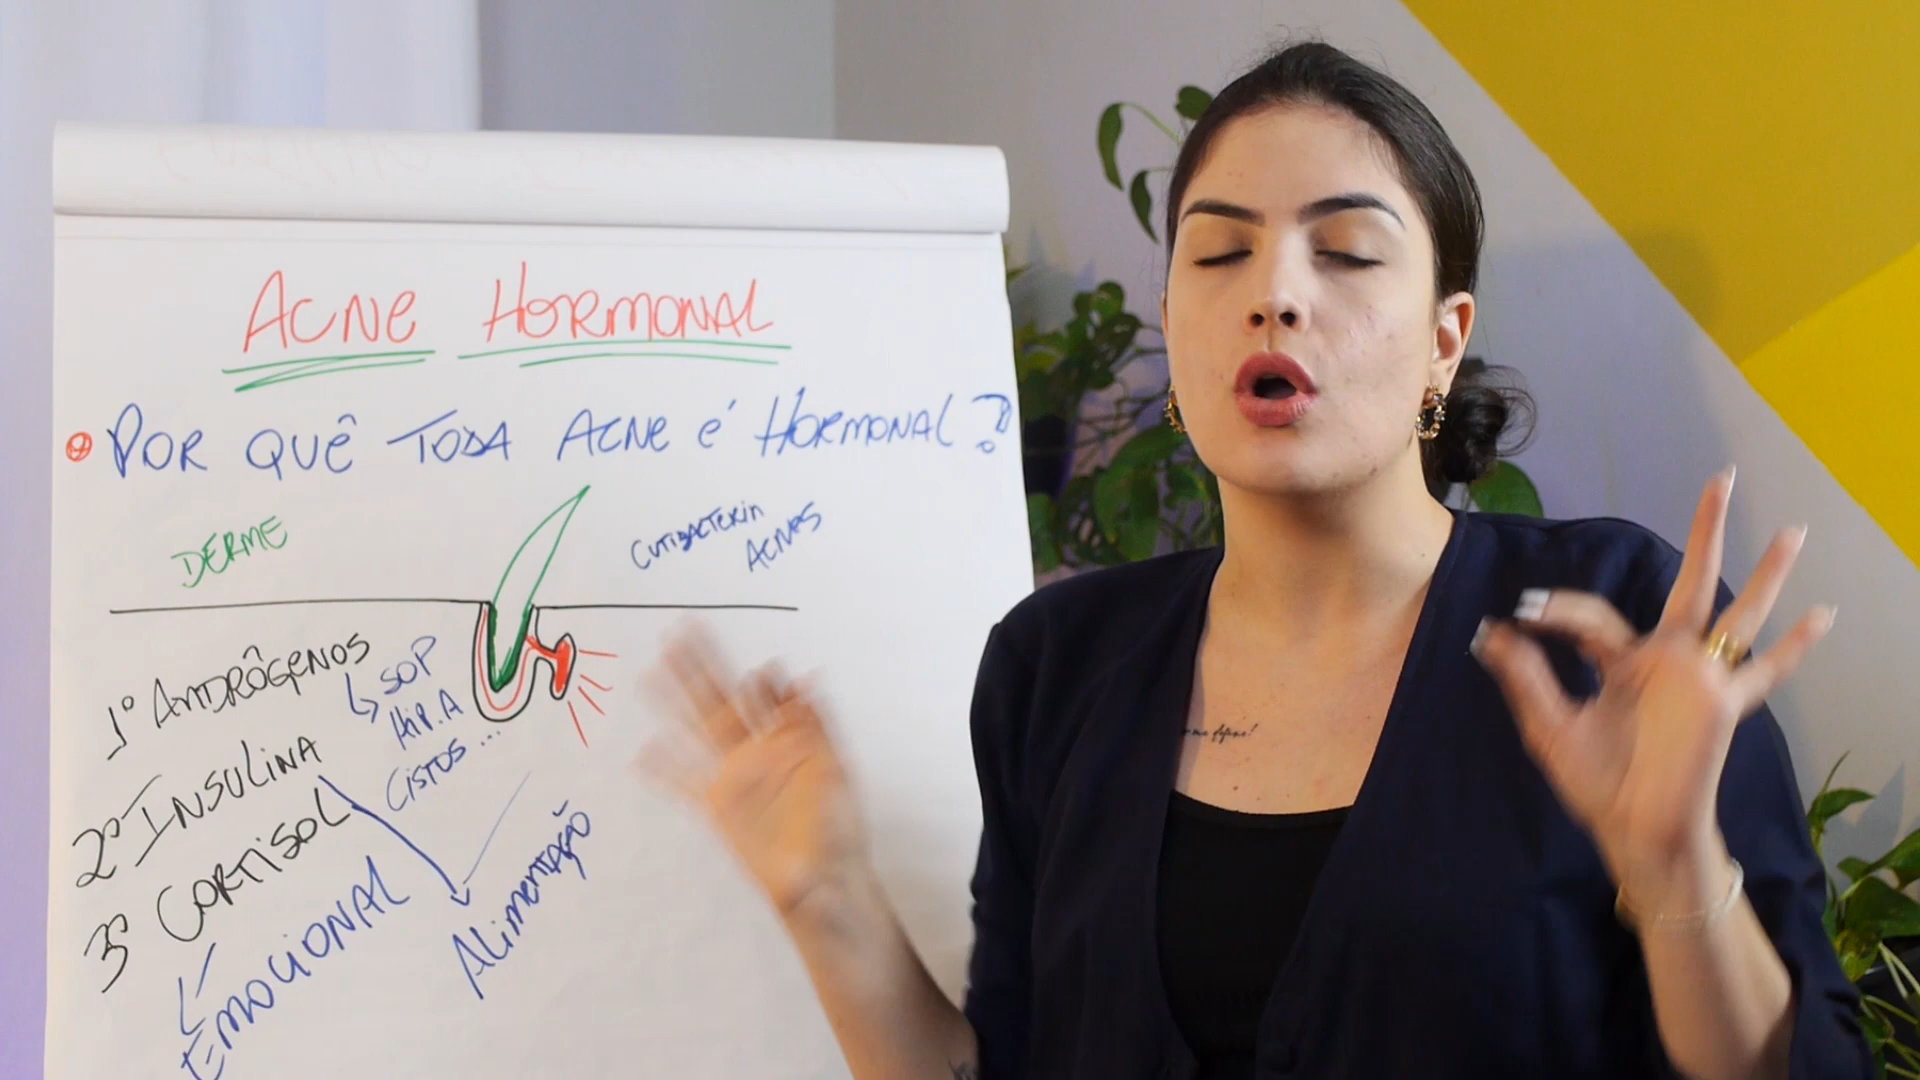 ACNE HORMONAL
POR QUÊ TODA ACNE É HORMONAL?
DERME
CUTIBACTERIN
ACNES
1º ANDRÔGENOS
SOP
HIP. A
CISTOS...
2º INSULINA
3º CORTISOL
EMOCIONAL
ALIMENTAÇÃO